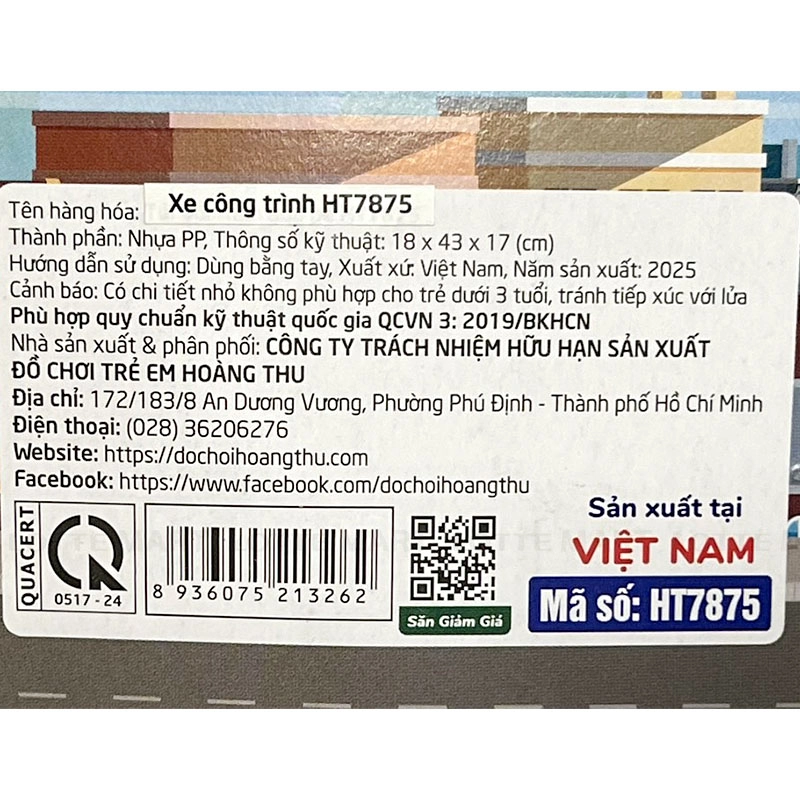 Tên hàng hóa: Xe công trình HT7875
Thành phần: Nhựa PP, Thông số kỹ thuật: 18 x 43 x 17 (cm)
Hướng dẫn sử dụng: Dùng bằng tay, Xuất xứ: Việt Nam, Năm sản xuất: 2025
Cảnh báo: Có chi tiết nhỏ không phù hợp cho trẻ dưới 3 tuổi, tránh tiếp xúc với lửa
Phù hợp quy chuẩn kỹ thuật quốc gia QCVN 3: 2019/BKHCN
Nhà sản xuất & phân phối: CÔNG TY TRÁCH NHIỆM HỮU HẠN SẢN XUẤT
ĐỒ CHƠI TRẺ EM HOÀNG THU
Địa chỉ: 172/183/8 An Dương Vương, Phường Phú Định - Thành phố Hồ Chí Minh
Điện thoại: (028) 36206276
Website: https://dochoihoangthu.com
Facebook: https://www.facebook.com/dochoihoangthu
QUACERT
0517 - 24
8 936075 213262
Săn Giảm Giá
Sản xuất tại
VIỆT NAM
Mã số: HT7875